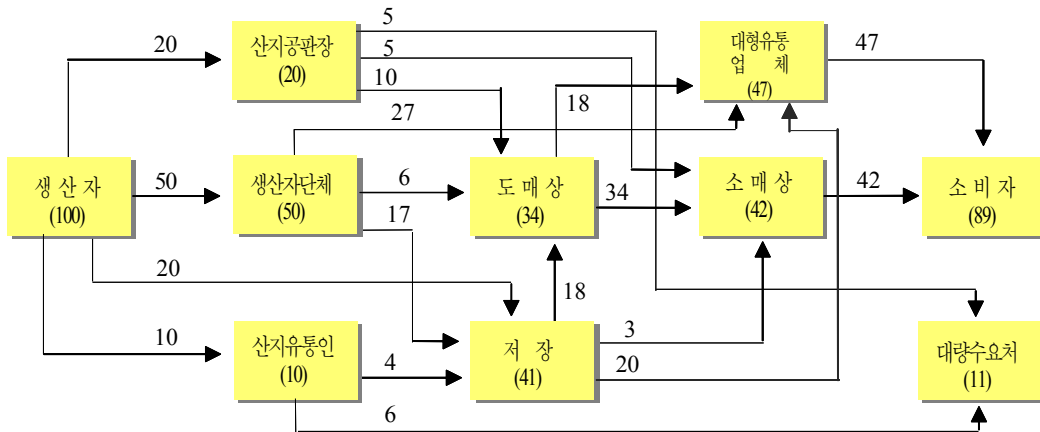 5
20
산지공판장
(20)
5
10
대형유통
업 체
(47)
47
18
27
생 산 자
(100)
50
생산자단체
(50)
6
17
도 매 상
(34)
34
소 매 상
(42)
42
소 비 자
(89)
20
18
10
산지유통인
(10)
4
저 장
(41)
3
20
대량수요처
(11)
6